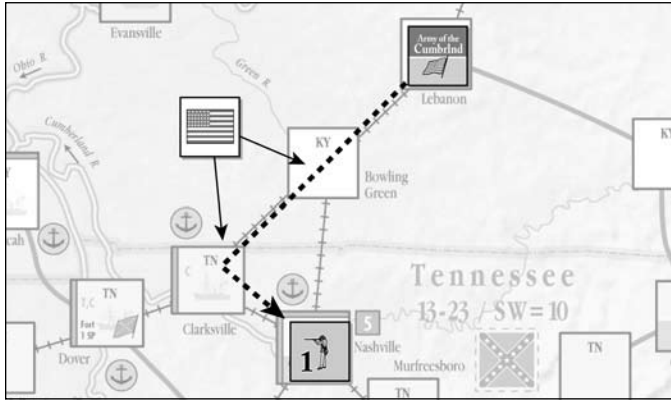 Evansville
Army of the
Cumbrlnd
Ohio R.
Green R.
Lebanon
KY
KY
Bowling
Green
Cumberland R.
TN
C
Tennessee
13-23 / SW = 10
T,C
TN
Fort
1 SP
Clarksville
5
1
Nashville
Dover
Murfreesboro
TN
TN